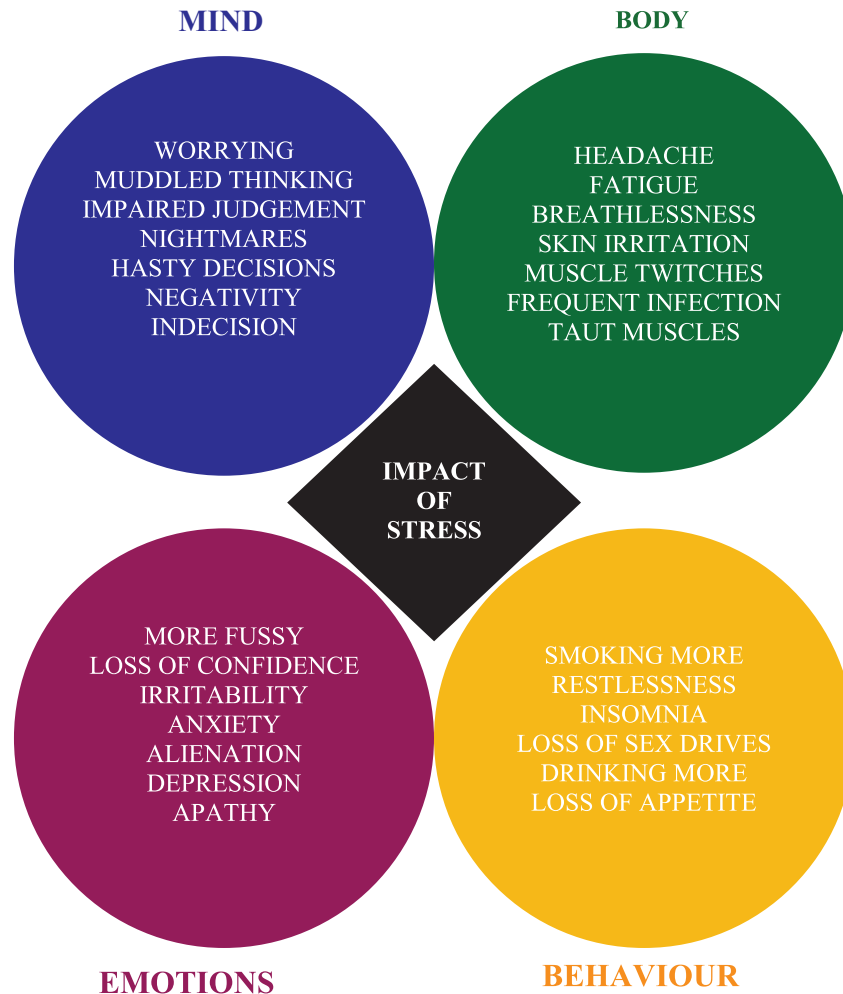 MIND
WORRYING
MUDDLED THINKING
IMPAIRED JUDGEMENT
NIGHTMARES
HASTY DECISIONS
NEGATIVITY
INDECISION
BODY
HEADACHE
FATIGUE
BREATHLESSNESS
SKIN IRRITATION
MUSCLE TWITCHES
FREQUENT INFECTION
TAUT MUSCLES
IMPACT
OF
STRESS
MORE FUSSY
LOSS OF CONFIDENCE
IRRITABILITY
ANXIETY
ALIENATION
DEPRESSION
APATHY
EMOTIONS
SMOKING MORE
RESTLESSNESS
INSOMNIA
LOSS OF SEX DRIVES
DRINKING MORE
LOSS OF APPETITE
BEHAVIOUR